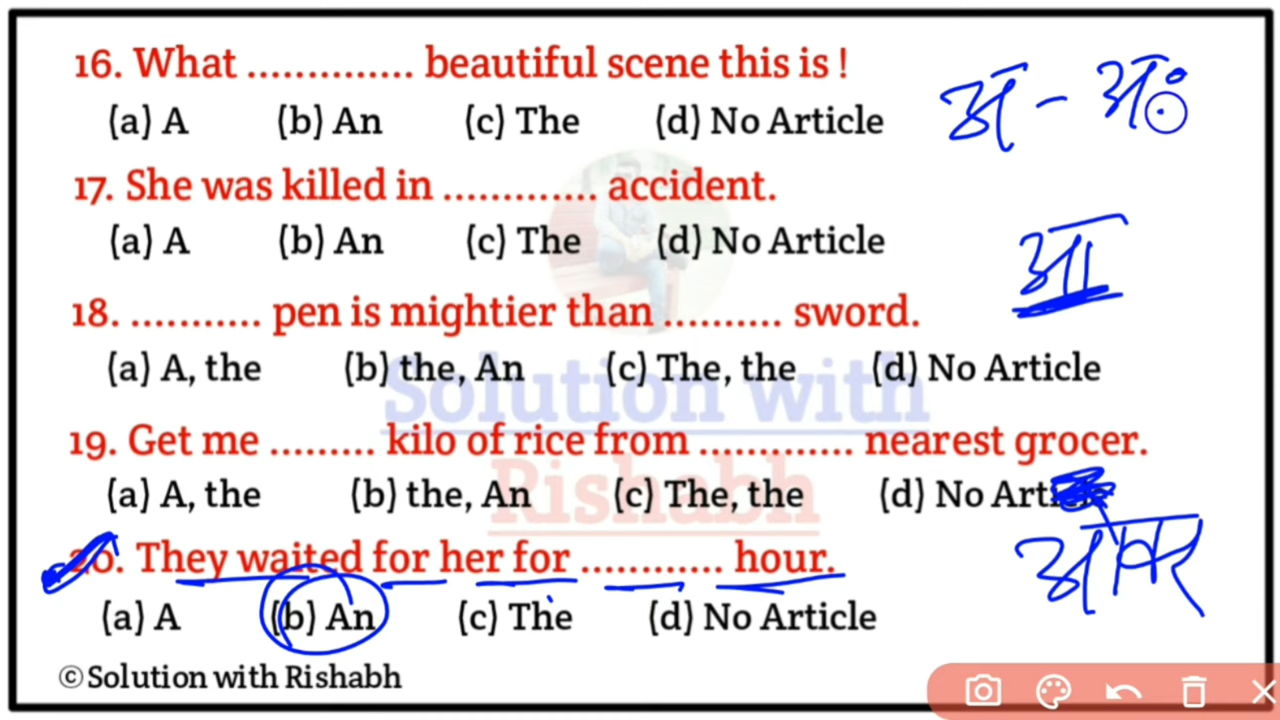 16. What .............. beautiful scene this is !
(a) A (b) An (c) The (d) No Article
अ - अः
17. She was killed in ............. accident.
(a) A (b) An (c) The (d) No Article
आ
18. ........... pen is mightier than .......... sword.
(a) A, the (b) the, An (c) The, the (d) No Article
Solution with
19. Get me ......... kilo of rice from ............. nearest grocer.
(a) A, the (b) the, An (c) The, the (d) No Article
Rishabh
20. They waited for her for ............ hour.
(a) A (b) An (c) The (d) No Article
© Solution with Rishabh